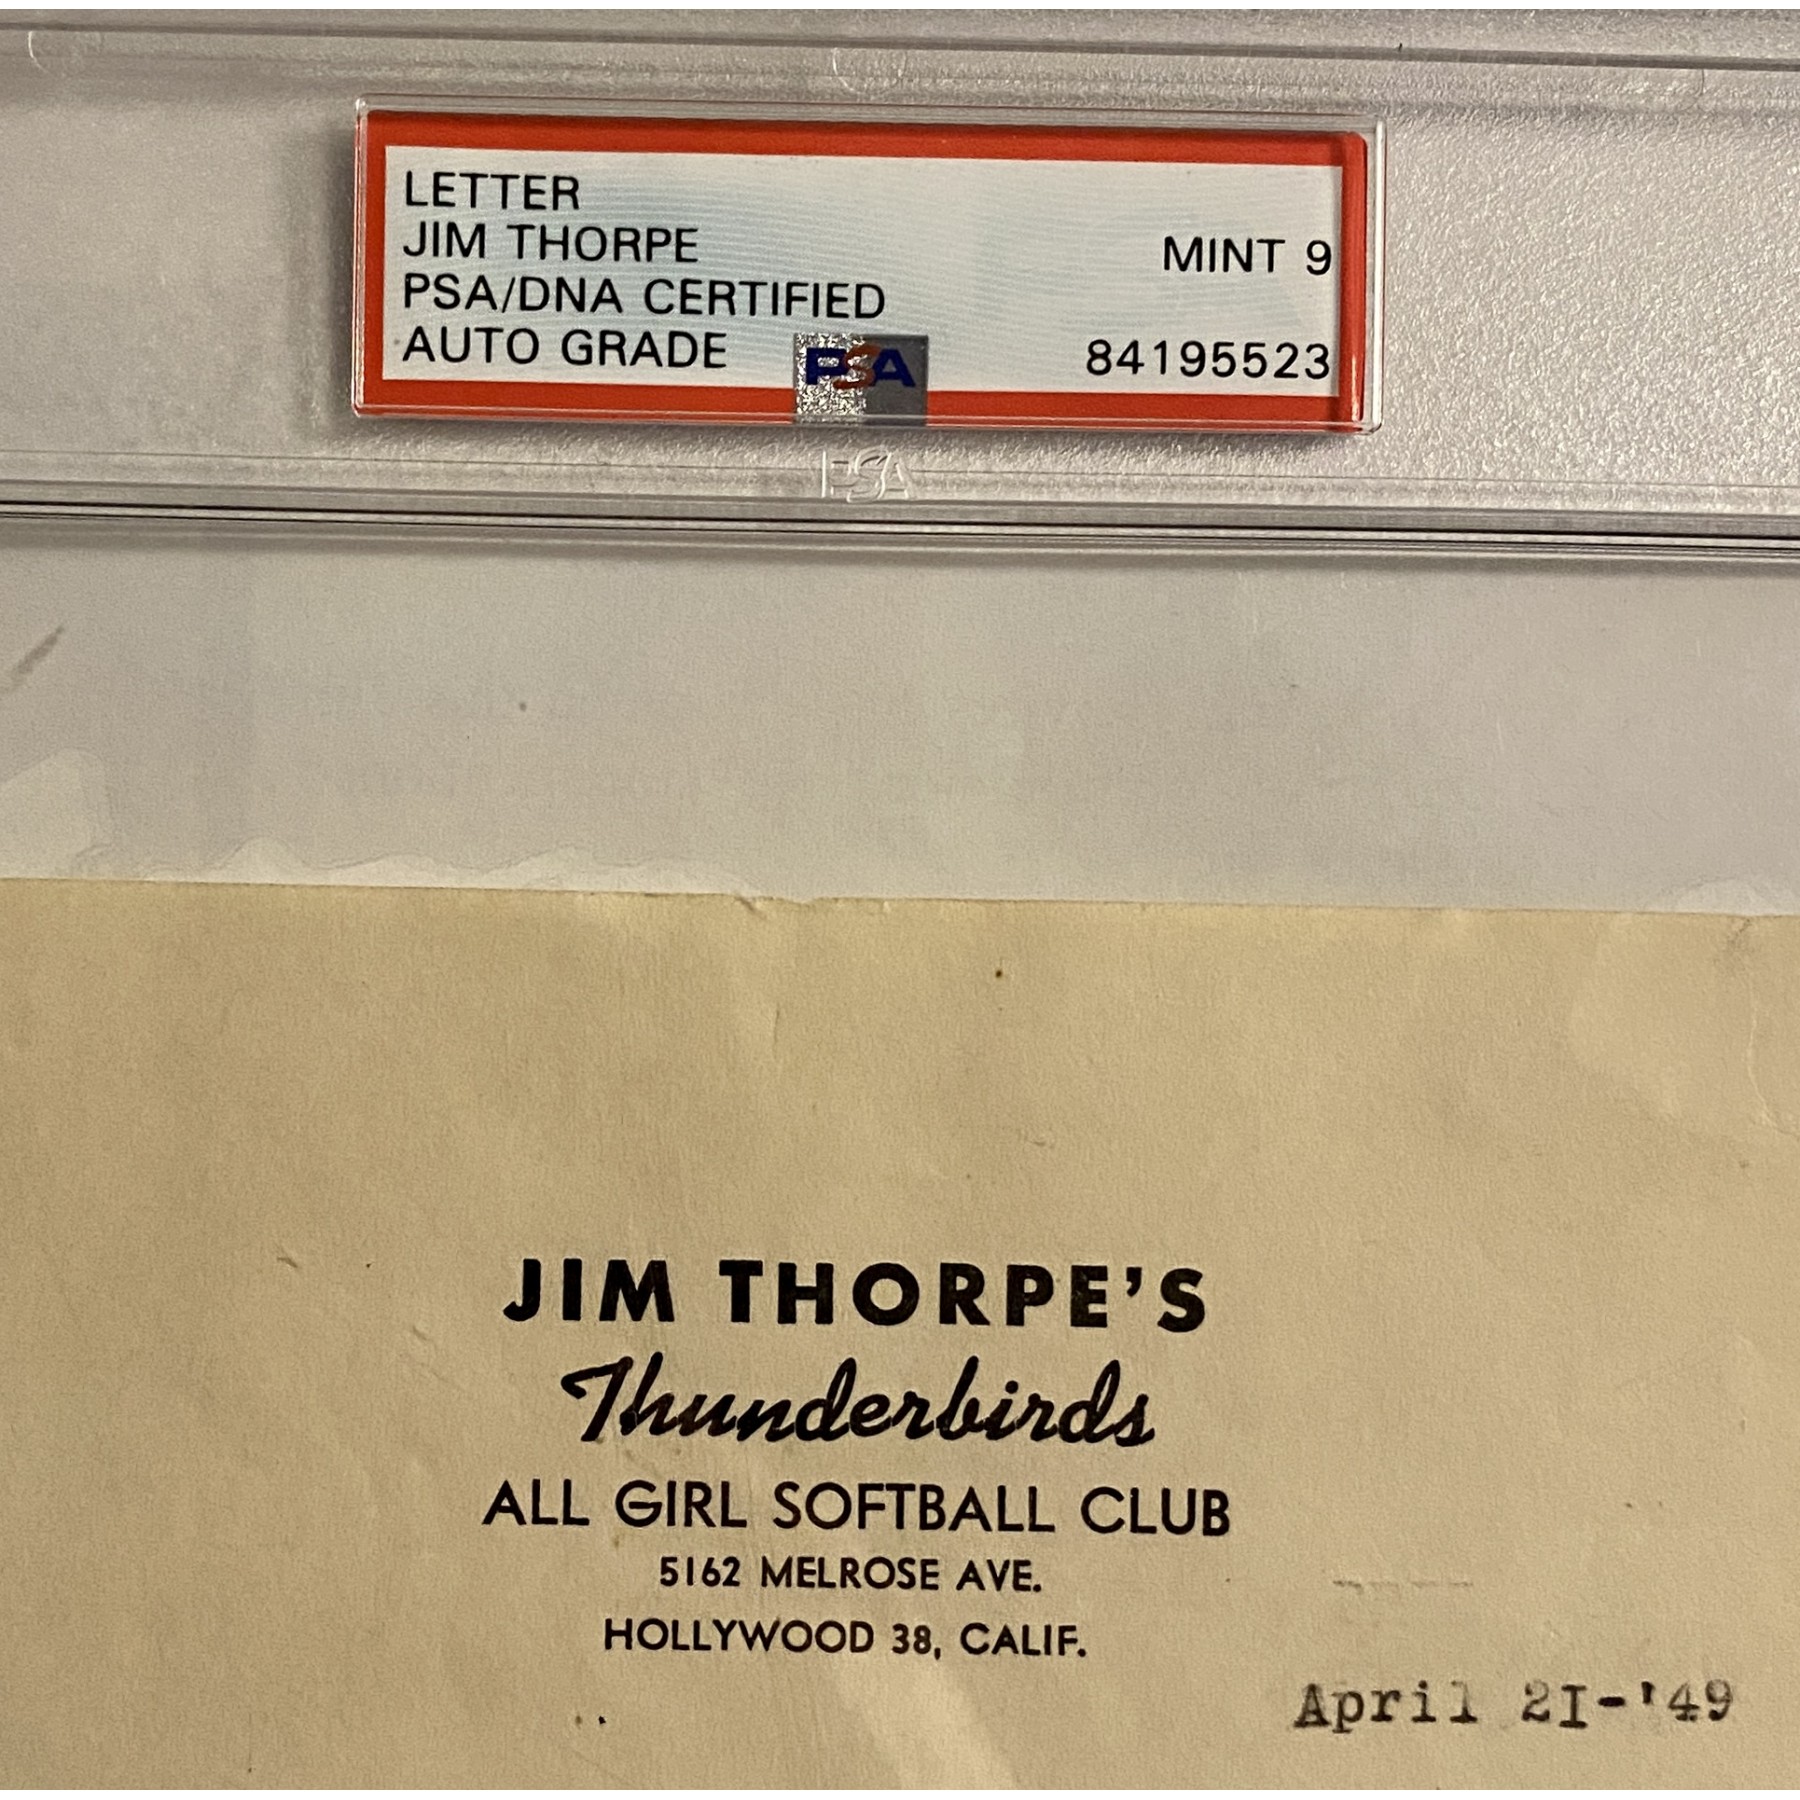 LETTER
JIM THORPE
MINT 9
PSA/DNA CERTIFIED
AUTO GRADE
PSA
84195523
PSA
JIM THORPE'S
Thunderbirds
ALL GIRL SOFTBALL CLUB
5162 MELROSE AVE.
HOLLYWOOD 38, CALIF.
April 2I-'49